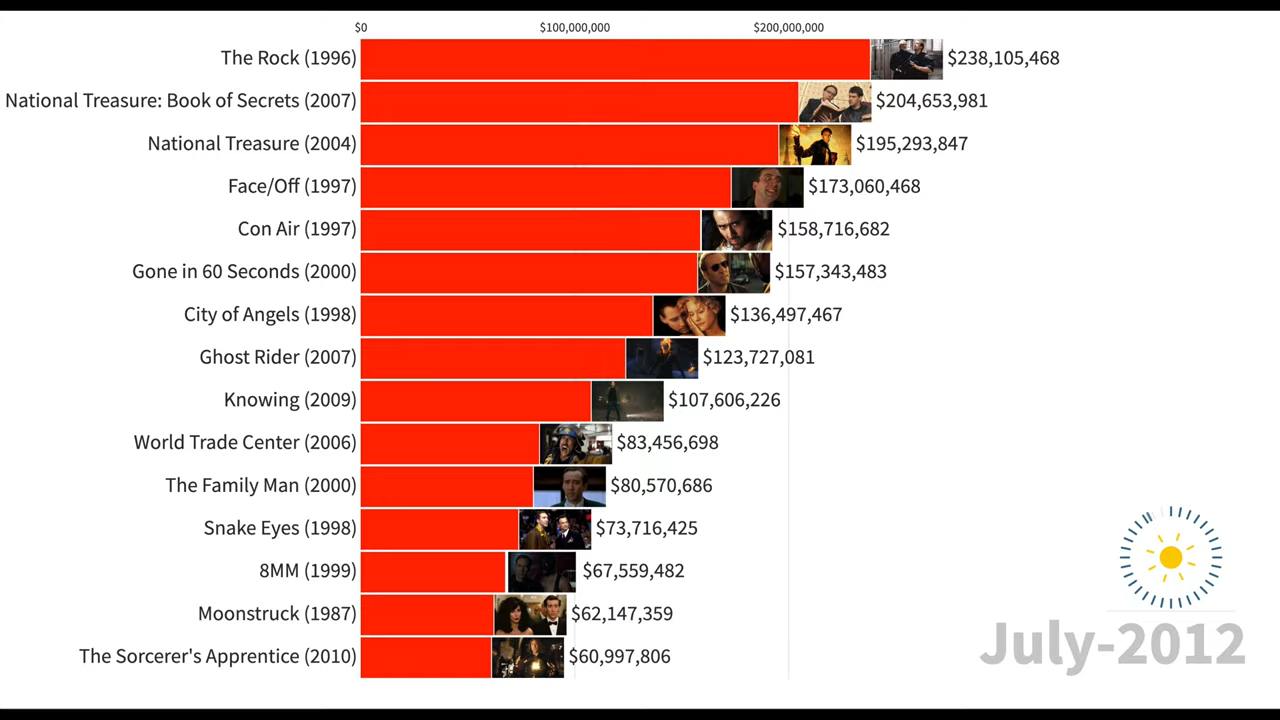 $0 $100,000,000 $200,000,000
The Rock (1996) $238,105,468
National Treasure: Book of Secrets (2007) $204,653,981
National Treasure (2004) $195,293,847
Face/Off (1997) $173,060,468
Con Air (1997) $158,716,682
Gone in 60 Seconds (2000) $157,343,483
City of Angels (1998) $136,497,467
Ghost Rider (2007) $123,727,081
Knowing (2009) $107,606,226
World Trade Center (2006) $83,456,698
The Family Man (2000) $80,570,686
Snake Eyes (1998) $73,716,425
8MM (1999) $67,559,482
Moonstruck (1987) $62,147,359
The Sorcerer's Apprentice (2010) $60,997,806
July-2012